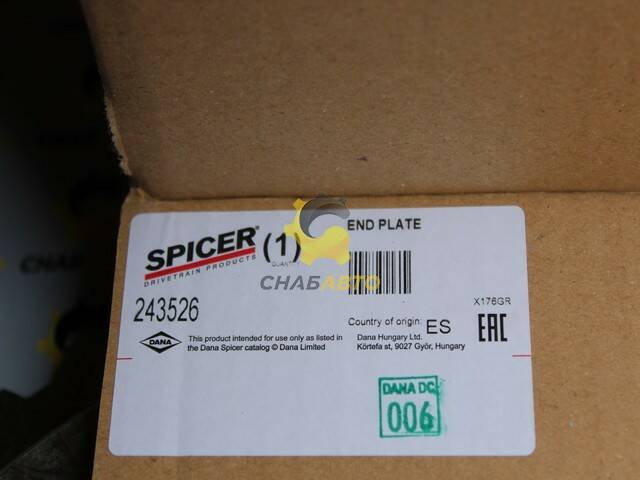 SPICER
DRIVETRAIN PRODUCTS
(1)
QUANTITY
END PLATE
СНАБАВТО
243526
X176GR
Country of origin: ES
EAC
DANA
This product intended for use only as listed in
the Dana Spicer catalog © Dana Limited
Dana Hungary Ltd.
Körtefa st, 9027 Győr, Hungary
DANA DC
006